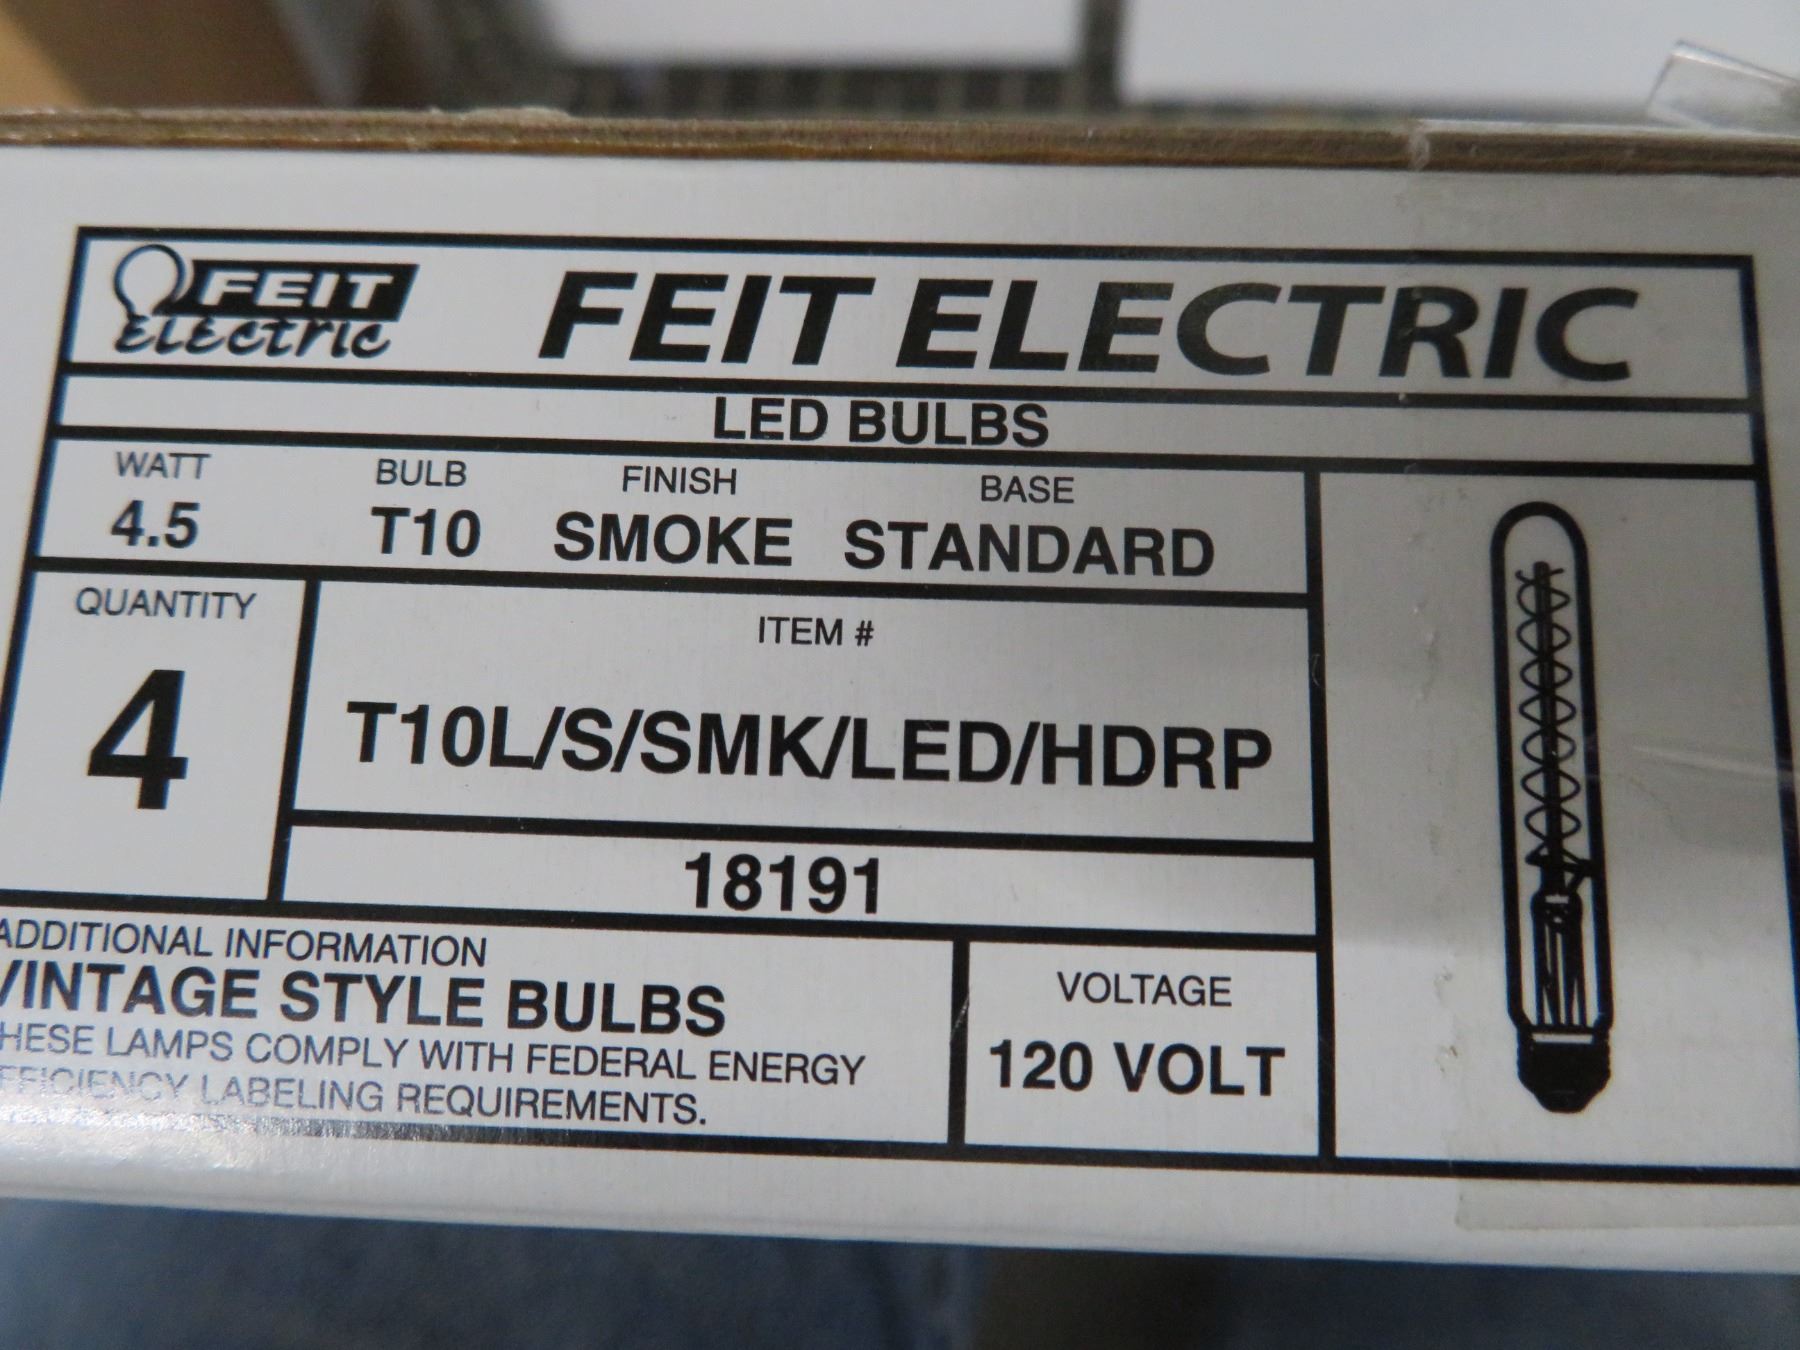 FEIT
ELECTRIC
FEIT ELECTRIC
LED BULBS
WATT BULB FINISH BASE
4.5 T10 SMOKE STANDARD
QUANTITY
4
ITEM #
T10L/S/SMK/LED/HDRP
18191
ADDITIONAL INFORMATION
VINTAGE STYLE BULBS
HESE LAMPS COMPLY WITH FEDERAL ENERGY
FFICIENCY LABELING REQUIREMENTS.
VOLTAGE
120 VOLT